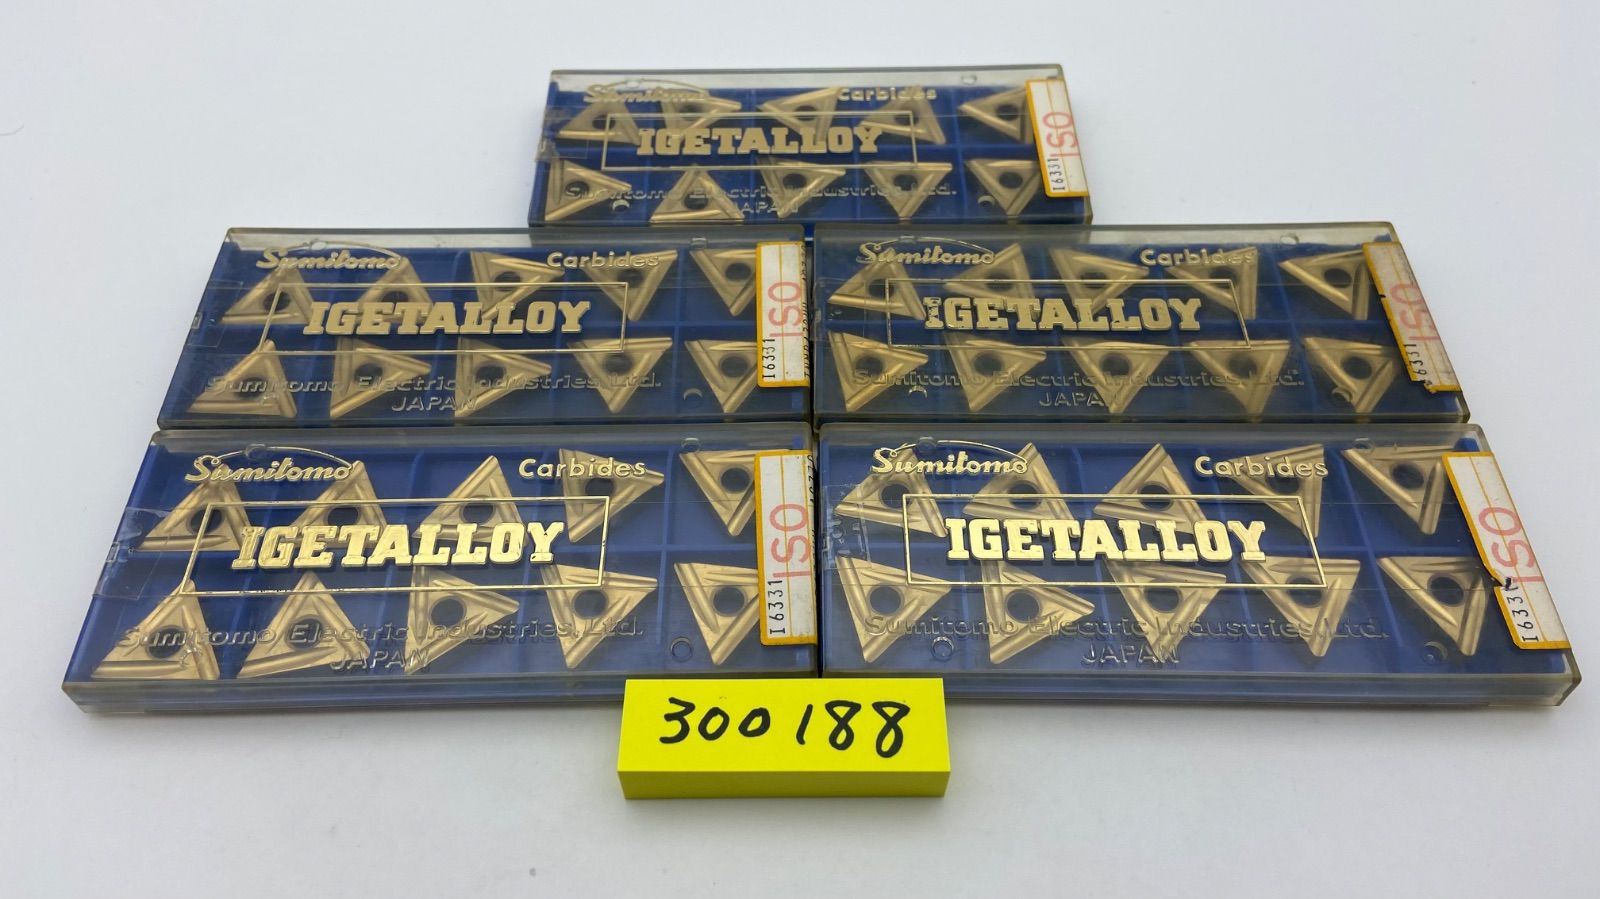 Sumitomo Carbides
IGETALLOY
Sumitomo Electric Industries, Ltd.
JAPAN
ISO
I6331
Sumitomo Carbides
IGETALLOY
Sumitomo Electric Industries, Ltd.
JAPAN
ISO
I6331
Sumitomo Carbides
IGETALLOY
Sumitomo Electric Industries, Ltd.
JAPAN
ISO
I6331
Sumitomo Carbides
IGETALLOY
Sumitomo Electric Industries, Ltd.
JAPAN
ISO
I6331
Sumitomo Carbides
IGETALLOY
Sumitomo Electric Industries, Ltd.
JAPAN
ISO
I6331
300188